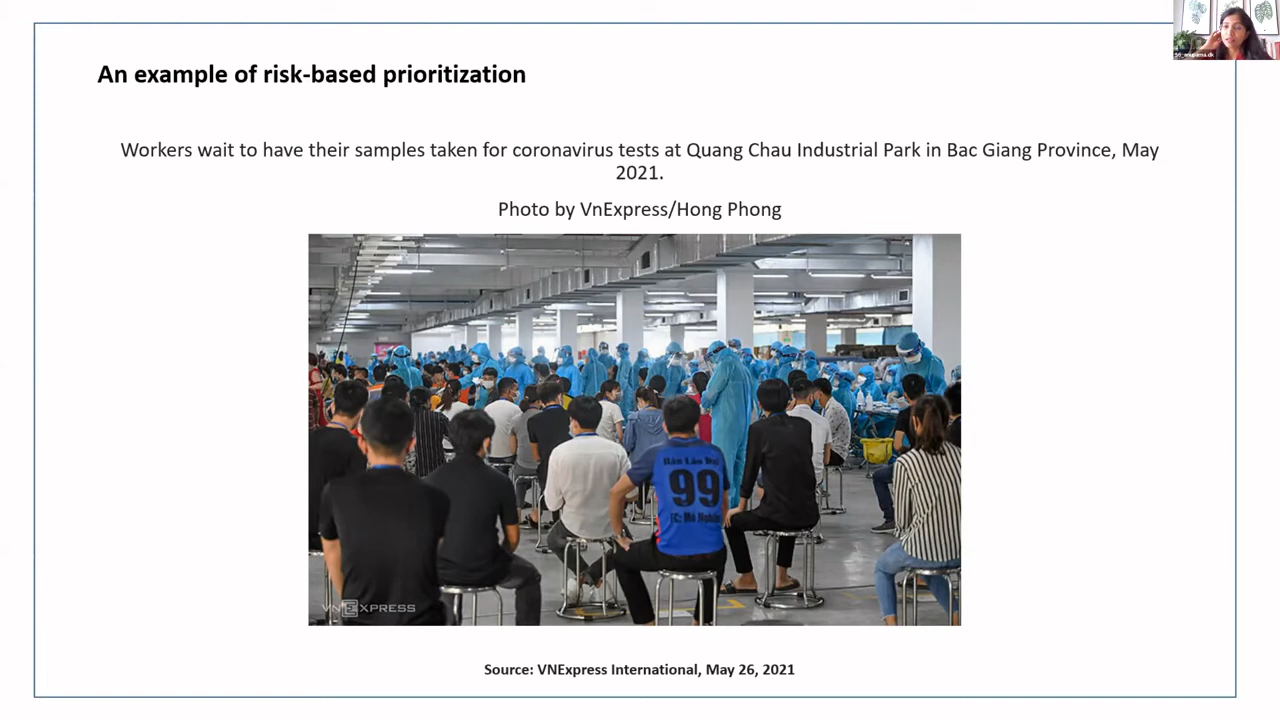 An example of risk-based prioritization
Workers wait to have their samples taken for coronavirus tests at Quang Chau Industrial Park in Bac Giang Province, May
2021.
Photo by VnExpress/Hong Phong
99
VNEXPRESS
Source: VNExpress International, May 26, 2021